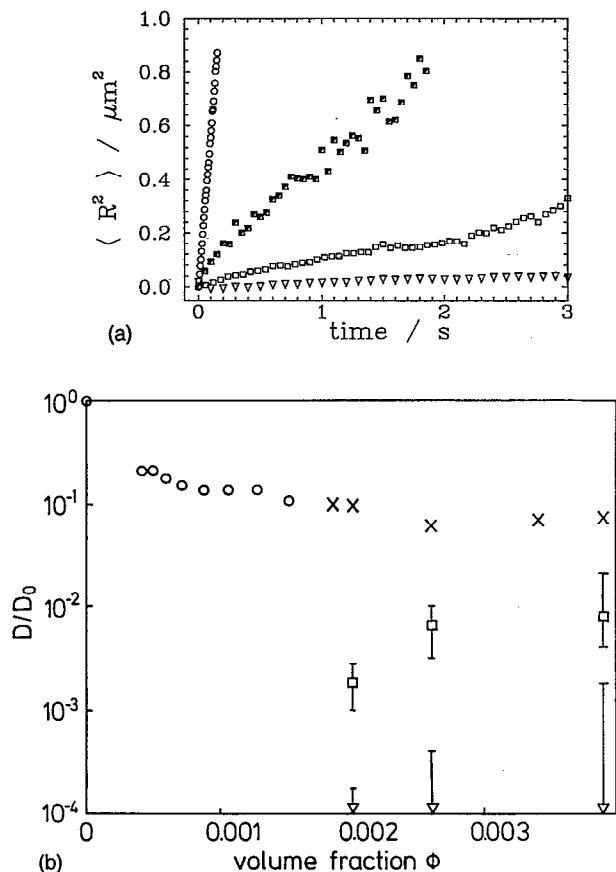 1.0
0.8
0.6
0.4
0.2
0.0
⟨ R² ⟩ / μm²
0 1 2 3
time / s
(a)
10⁰
10⁻¹
10⁻²
10⁻³
10⁻⁴
D/D₀
0 0.001 0.002 0.003
volume fraction Φ
(b)